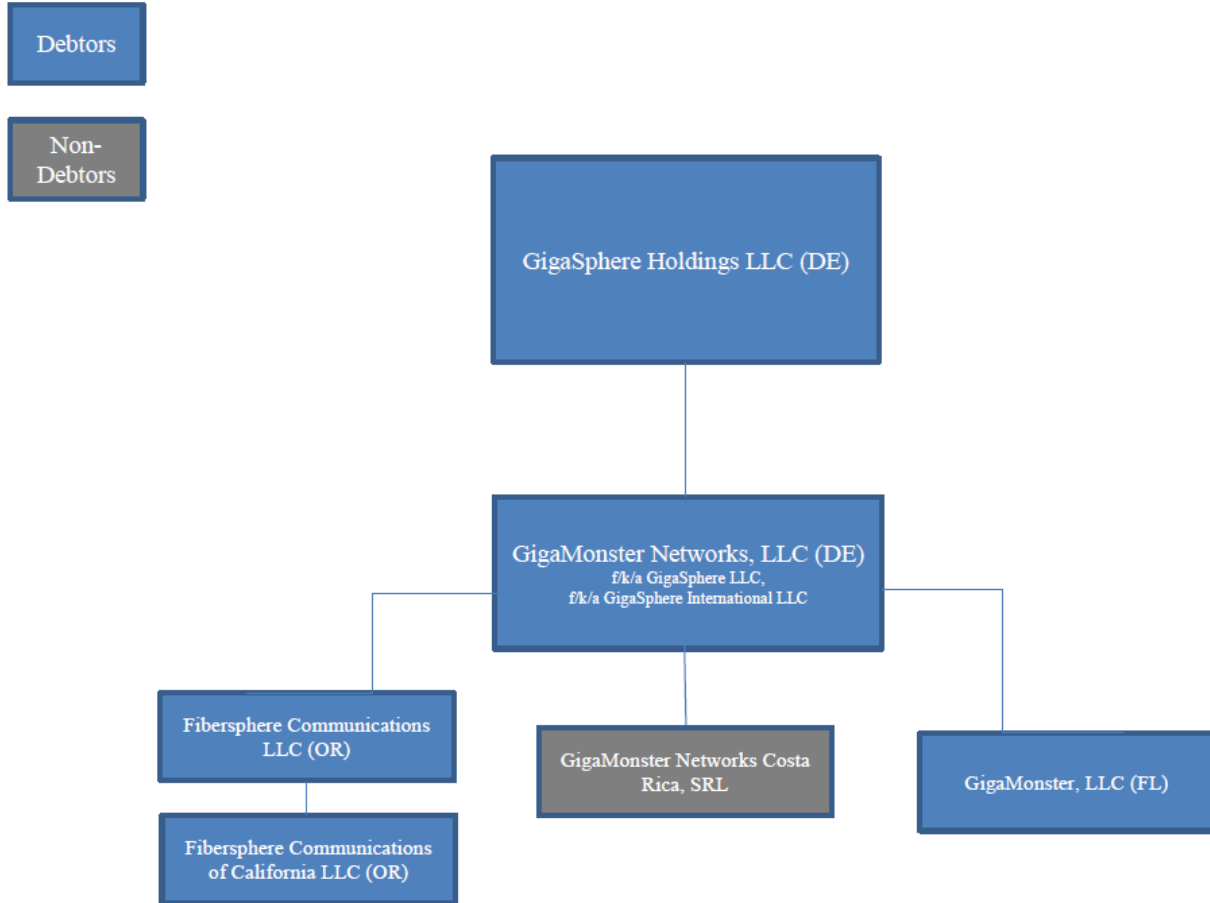 Debtors
Non-
Debtors
GigaSphere Holdings LLC (DE)
GigaMonster Networks, LLC (DE)
f/k/a GigaSphere LLC,
f/k/a GigaSphere International LLC
Fibersphere Communications
LLC (OR)
GigaMonster Networks Costa
Rica, SRL
GigaMonster, LLC (FL)
Fibersphere Communications
of California LLC (OR)